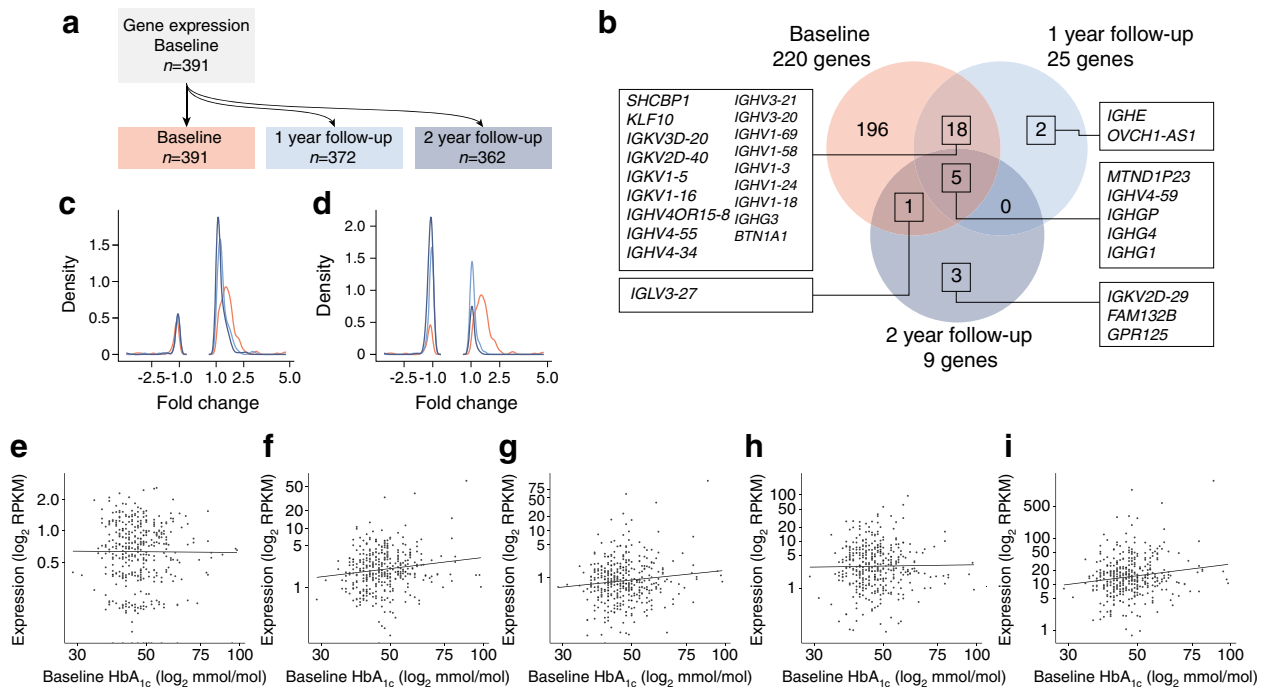 a
Gene expression
Baseline
n=391
Baseline
n=391
1 year follow-up
n=372
2 year follow-up
n=362
b
Baseline
220 genes
1 year follow-up
25 genes
2 year follow-up
9 genes
196
18
2
5
1
0
3
SHCBP1
KLF10
IGKV3D-20
IGKV2D-40
IGKV1-5
IGKV1-16
IGHV4OR15-8
IGHV4-55
IGHV4-34
IGHV3-21
IGHV3-20
IGHV1-69
IGHV1-58
IGHV1-3
IGHV1-24
IGHV1-18
IGHG3
BTN1A1
IGLV3-27
IGHE
OVCH1-AS1
MTND1P23
IGHV4-59
IGHGP
IGHG4
IGHG1
IGKV2D-29
FAM132B
GPR125
c
Density
1.5
1.0
0.5
0
-2.5 -1.0 1.0 2.5 5.0
Fold change
d
Density
2.0
1.5
1.0
0.5
0
-2.5 -1.0 1.0 2.5 5.0
Fold change
e
Expression (log2 RPKM)
2.0
1.0
0.5
30 50 75 100
Baseline HbA1c (log2 mmol/mol)
f
Expression (log2 RPKM)
50
10
5
1
30 50 75 100
Baseline HbA1c (log2 mmol/mol)
g
Expression (log2 RPKM)
75
50
20
10
5
1
30 50 75 100
Baseline HbA1c (log2 mmol/mol)
h
Expression (log2 RPKM)
100
50
20
10
5
1
30 50 75 100
Baseline HbA1c (log2 mmol/mol)
i
Expression (log2 RPKM)
500
100
50
20
10
5
1
30 50 75 100
Baseline HbA1c (log2 mmol/mol)